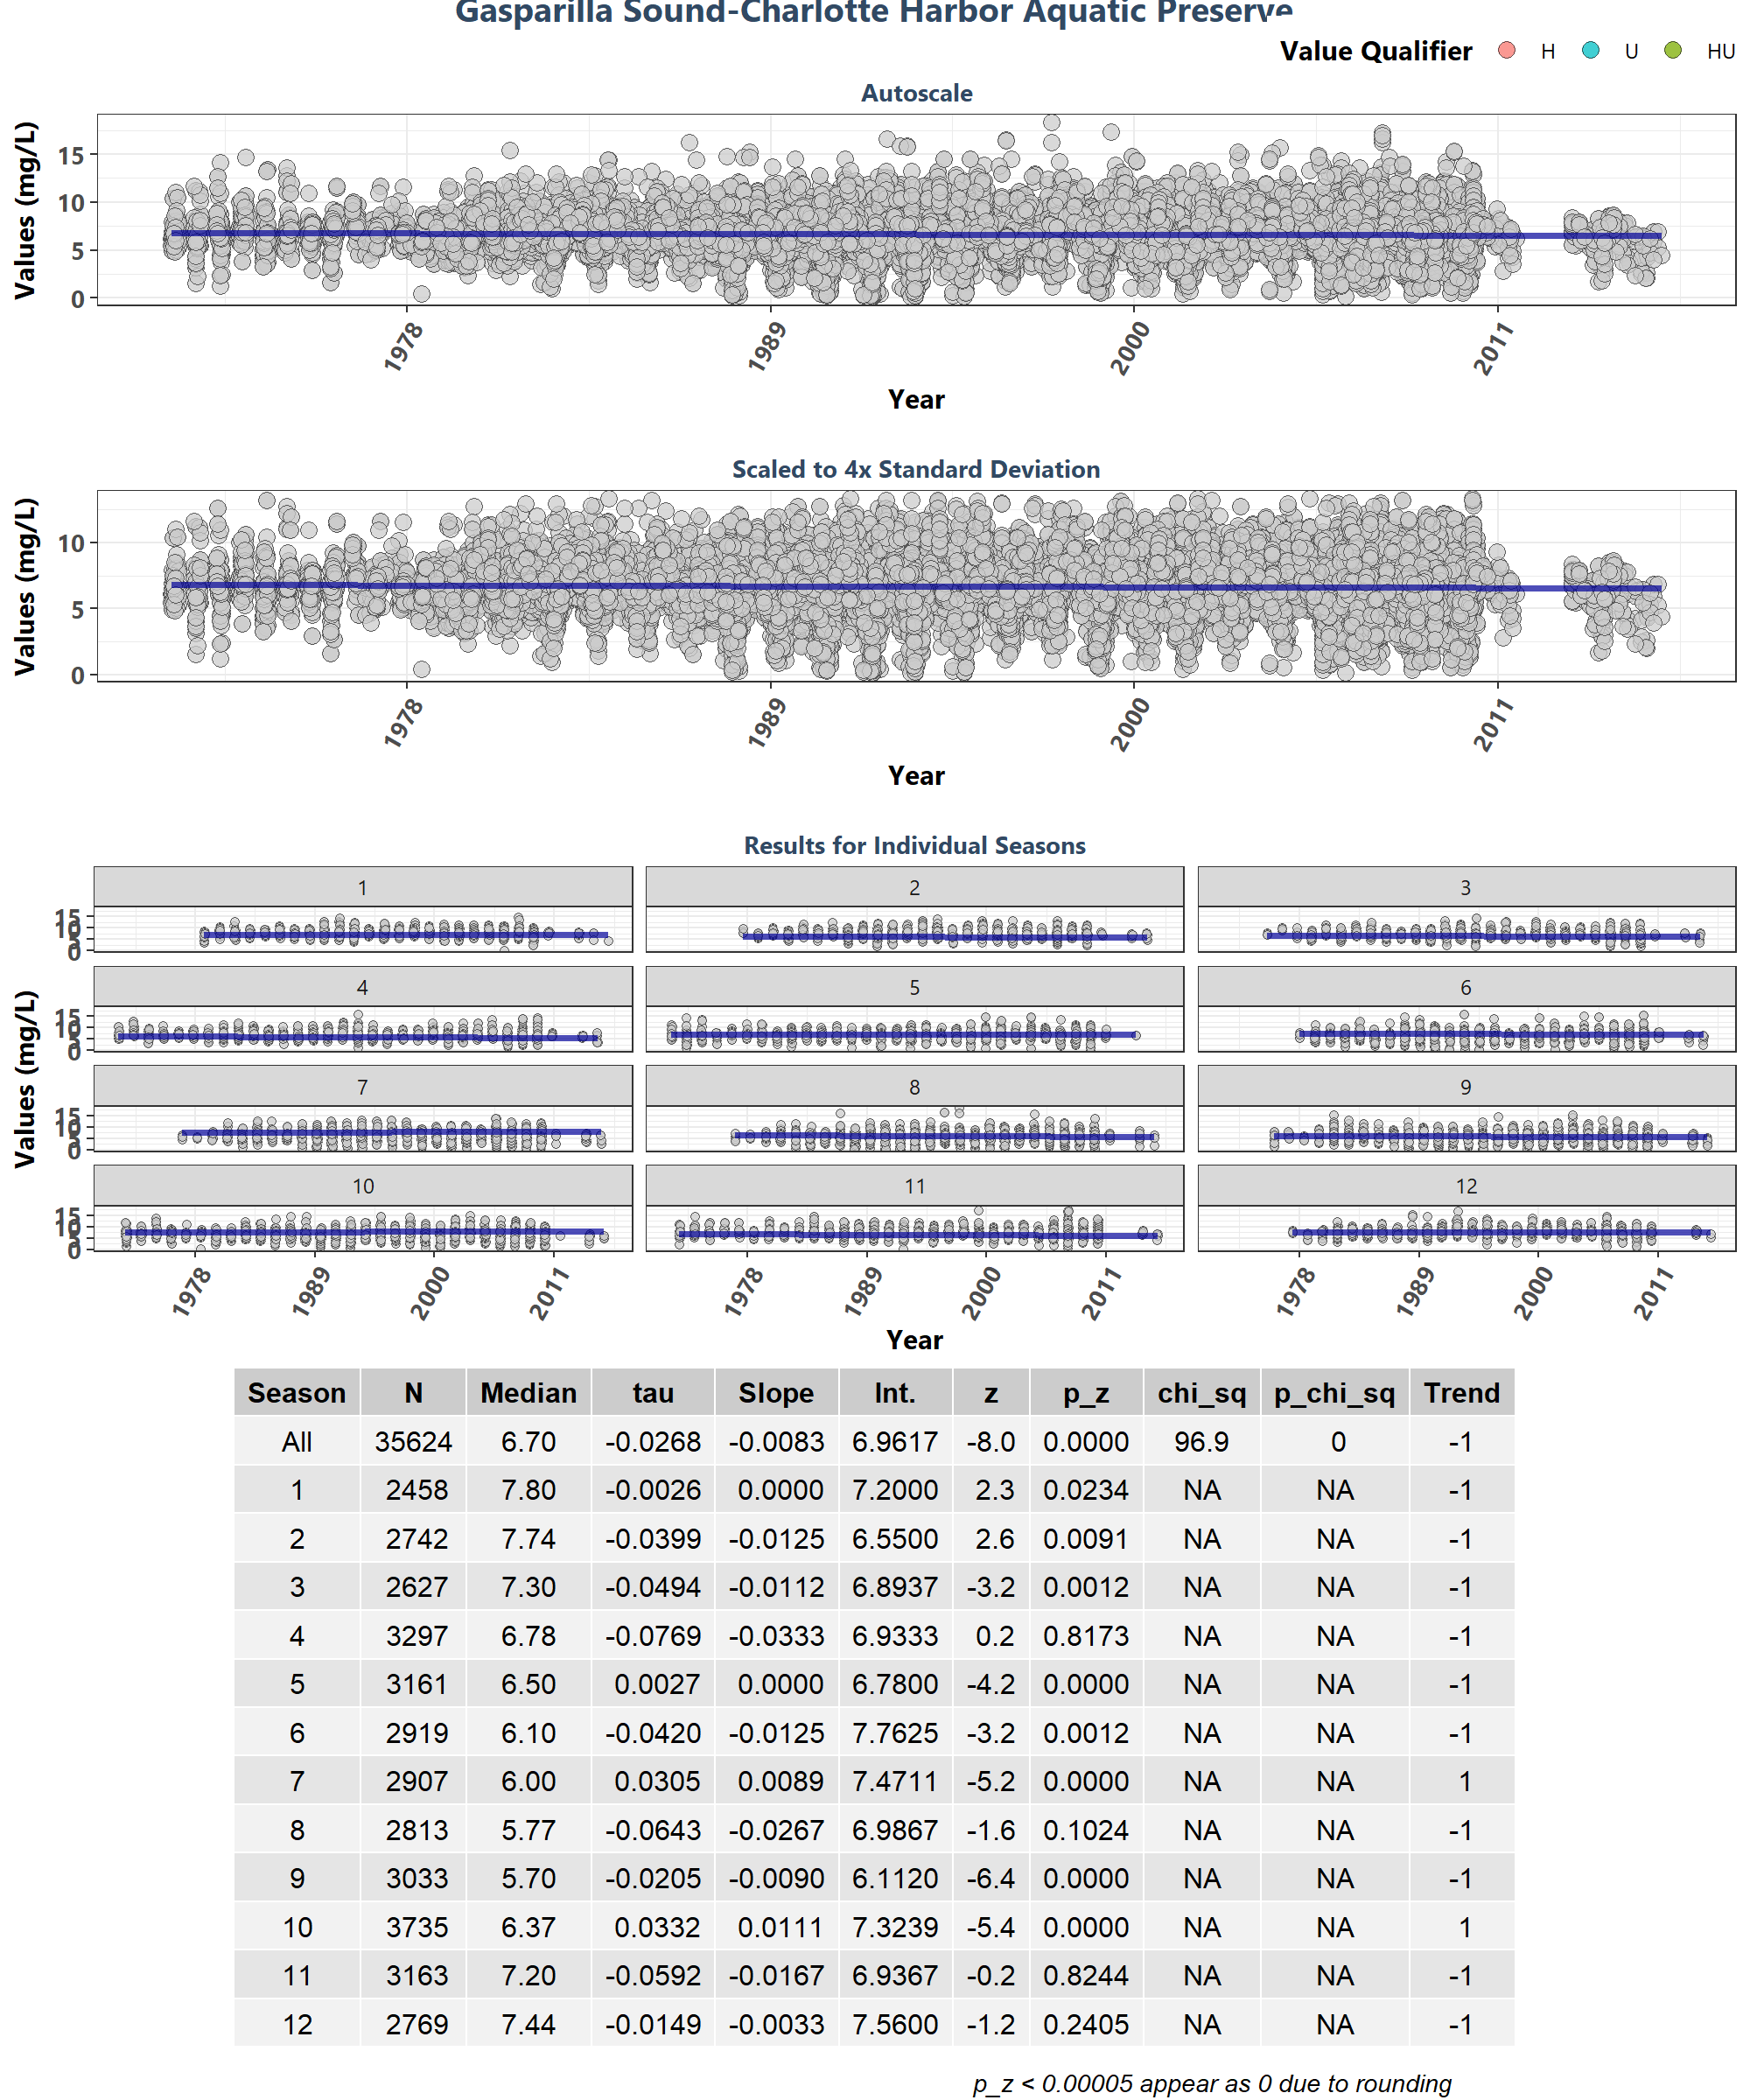 Gasparilla Sound-Charlotte Harbor Aquatic Preserve
Value Qualifier H U HU
Autoscale
Values (mg/L)
15
10
5
0
1978 1989 2000 2011
Year
Scaled to 4x Standard Deviation
Values (mg/L)
10
5
0
1978 1989 2000 2011
Year
Results for Individual Seasons
Values (mg/L)
1 2 3
15
10
5
0
4 5 6
15
10
5
0
7 8 9
15
10
5
0
10 11 12
15
10
5
0
1978 1989 2000 2011 1978 1989 2000 2011 1978 1989 2000 2011
Year
Season N Median tau Slope Int. z p_z chi_sq p_chi_sq Trend
All 35624 6.70 -0.0268 -0.0083 6.9617 -8.0 0.0000 96.9 0 -1
1 2458 7.80 -0.0026 0.0000 7.2000 2.3 0.0234 NA NA -1
2 2742 7.74 -0.0399 -0.0125 6.5500 2.6 0.0091 NA NA -1
3 2627 7.30 -0.0494 -0.0112 6.8937 -3.2 0.0012 NA NA -1
4 3297 6.78 -0.0769 -0.0333 6.9333 0.2 0.8173 NA NA -1
5 3161 6.50 0.0027 0.0000 6.7800 -4.2 0.0000 NA NA -1
6 2919 6.10 -0.0420 -0.0125 7.7625 -3.2 0.0012 NA NA -1
7 2907 6.00 0.0305 0.0089 7.4711 -5.2 0.0000 NA NA 1
8 2813 5.77 -0.0643 -0.0267 6.9867 -1.6 0.1024 NA NA -1
9 3033 5.70 -0.0205 -0.0090 6.1120 -6.4 0.0000 NA NA -1
10 3735 6.37 0.0332 0.0111 7.3239 -5.4 0.0000 NA NA 1
11 3163 7.20 -0.0592 -0.0167 6.9367 -0.2 0.8244 NA NA -1
12 2769 7.44 -0.0149 -0.0033 7.5600 -1.2 0.2405 NA NA -1
p_z < 0.00005 appear as 0 due to rounding